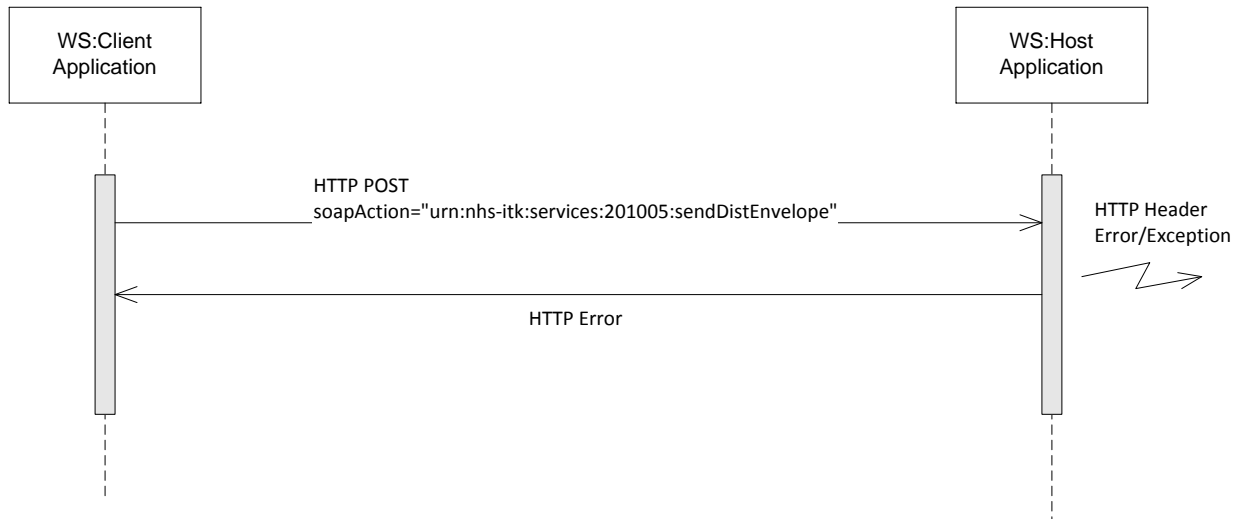 WS:Client
Application
WS:Host
Application
HTTP POST
soapAction="urn:nhs-itk:services:201005:sendDistEnvelope"
HTTP Header
Error/Exception
HTTP Error